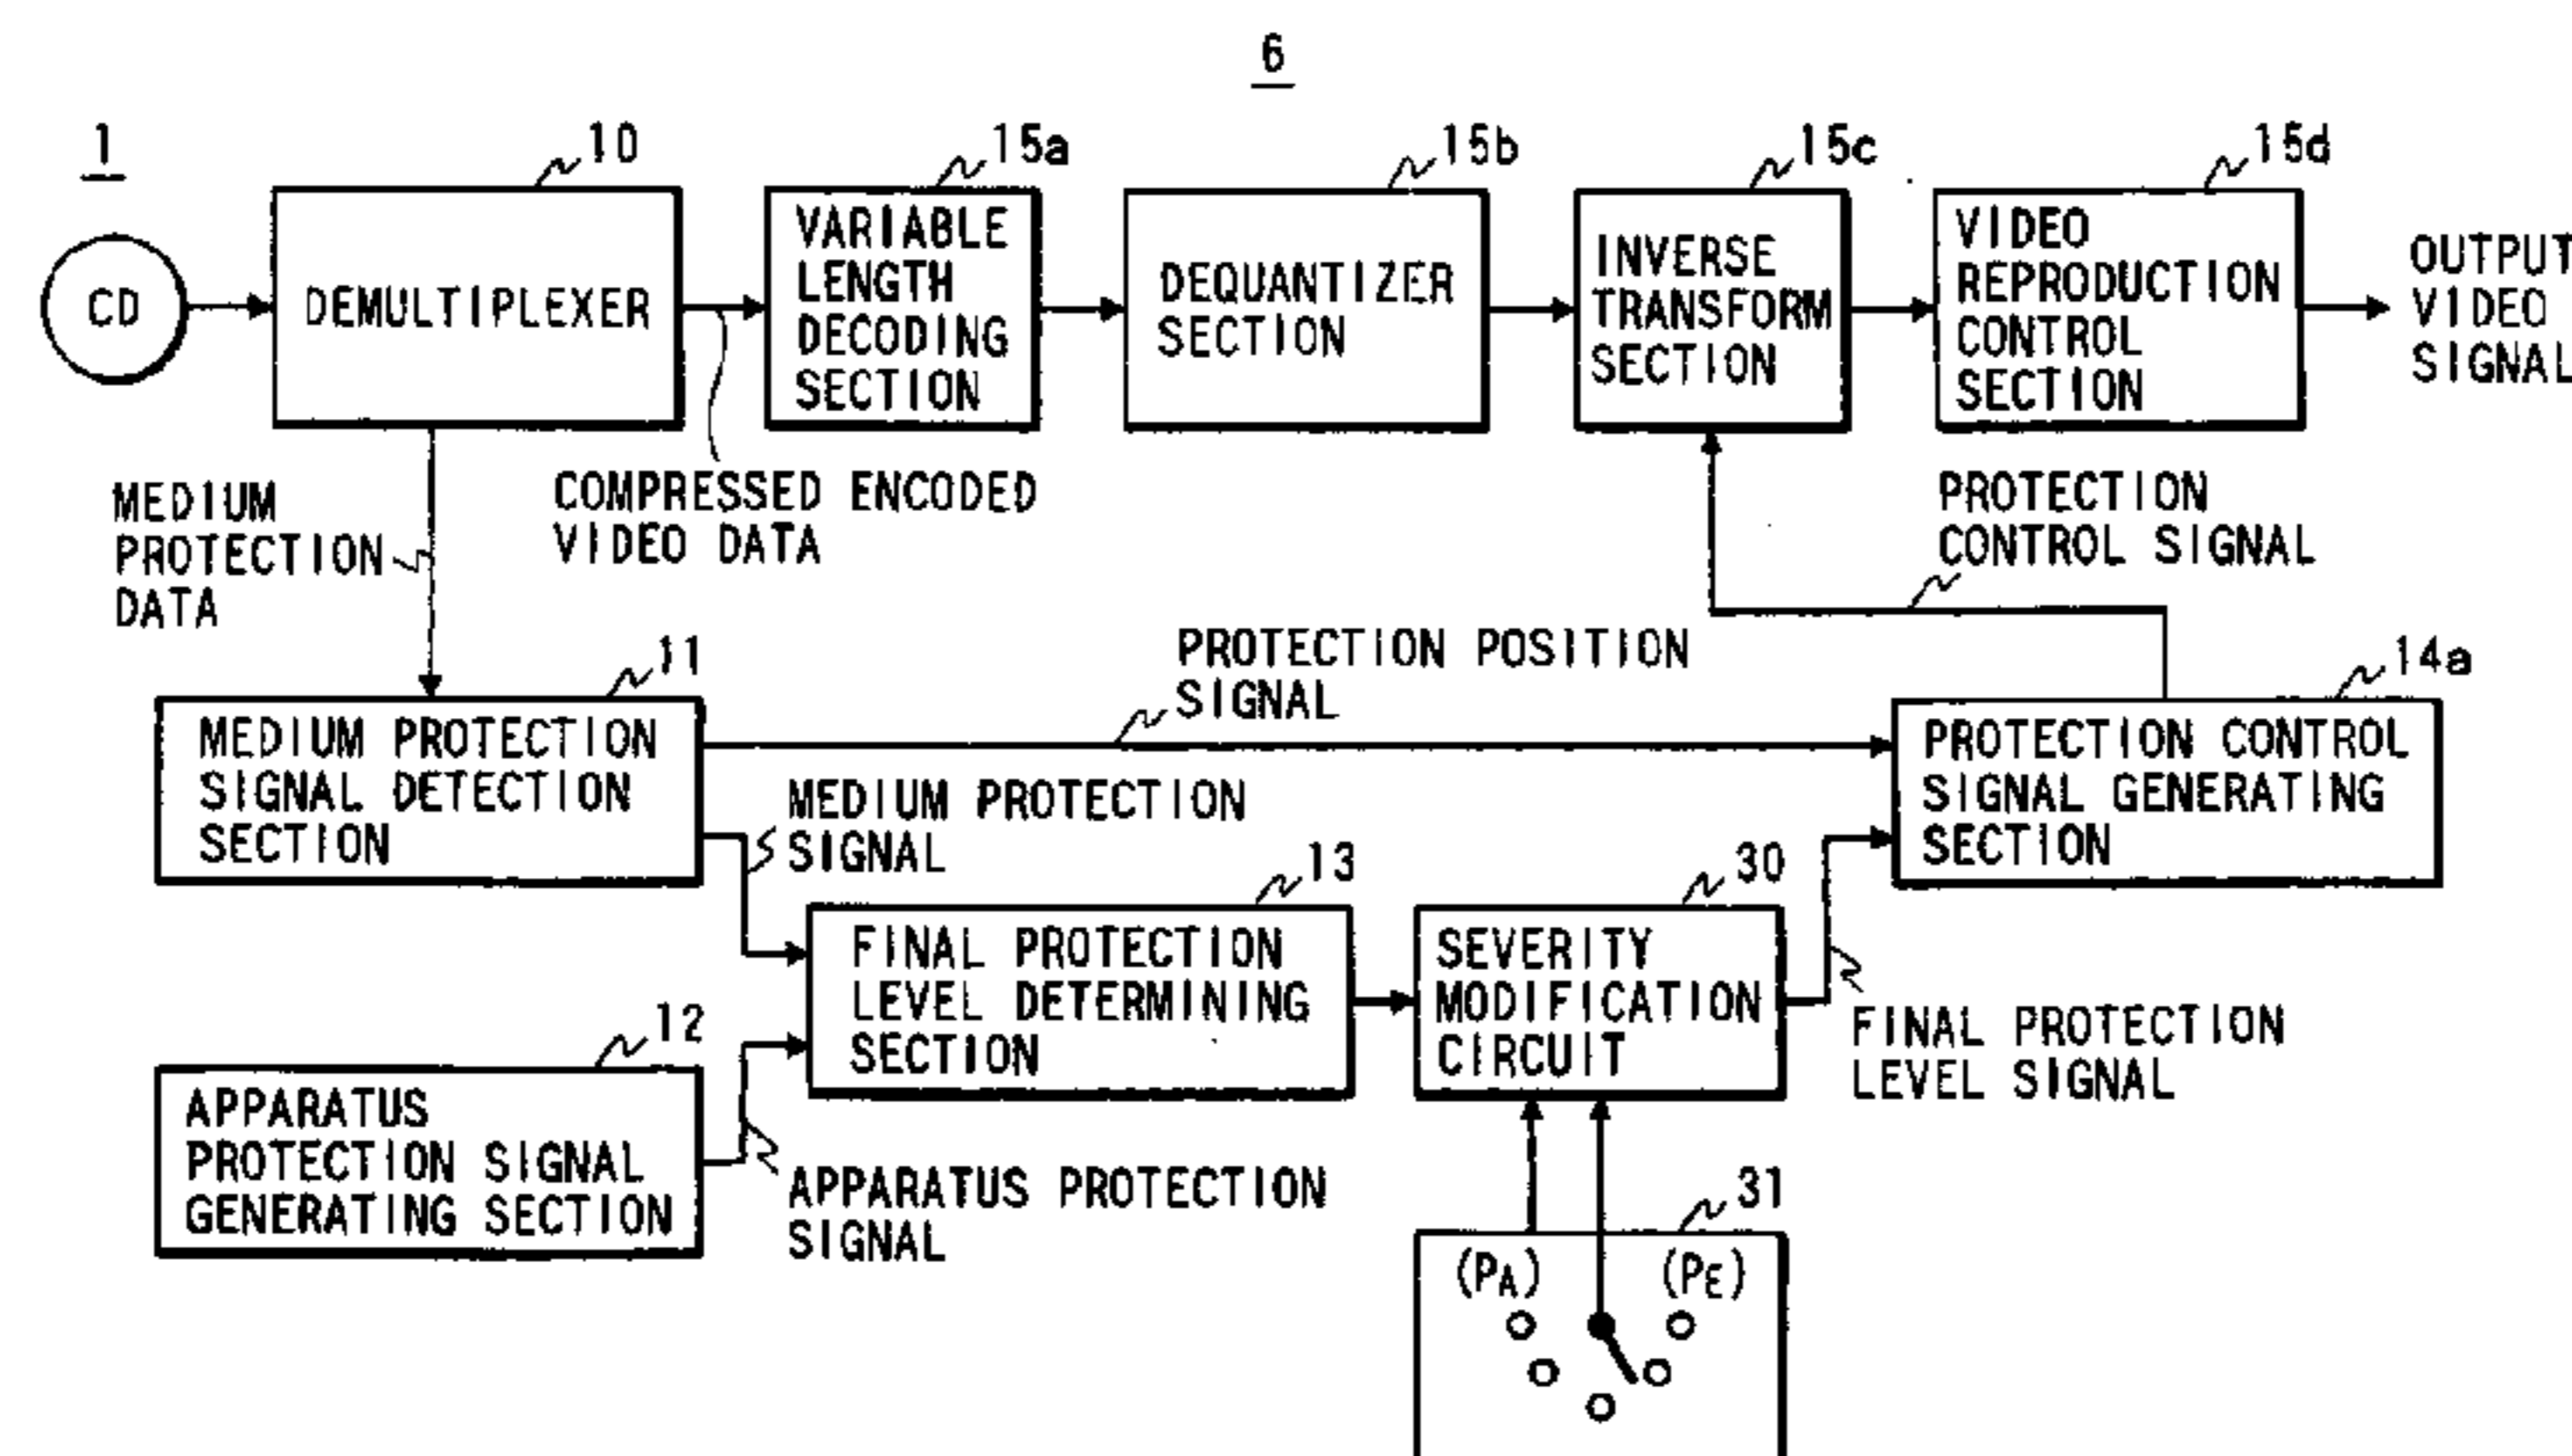 6
1
10
15a
15b
15c
15d
CD
DEMULTIPLEXER
VARIABLE
LENGTH
DECODING
SECTION
DEQUANTIZER
SECTION
INVERSE
TRANSFORM
SECTION
VIDEO
REPRODUCTION
CONTROL
SECTION
OUTPUT
VIDEO
SIGNAL
MEDIUM
PROTECTION
DATA
COMPRESSED ENCODED
VIDEO DATA
PROTECTION
CONTROL SIGNAL
11
PROTECTION POSITION
SIGNAL
14a
MEDIUM PROTECTION
SIGNAL DETECTION
SECTION
MEDIUM PROTECTION
SIGNAL
PROTECTION CONTROL
SIGNAL GENERATING
SECTION
13
30
FINAL PROTECTION
LEVEL DETERMINING
SECTION
SEVERITY
MODIFICATION
CIRCUIT
FINAL PROTECTION
LEVEL SIGNAL
12
APPARATUS
PROTECTION SIGNAL
GENERATING SECTION
APPARATUS PROTECTION
SIGNAL
31
(PA)
(PE)